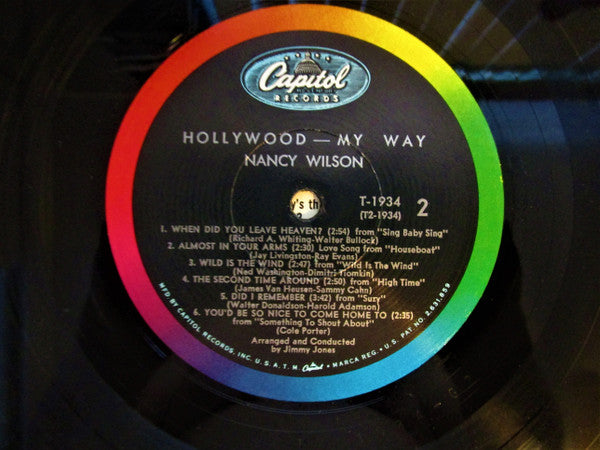 Capitol
RECORDS
HOLLYWOOD — MY WAY
NANCY WILSON
y's th
T-1934
(T2-1934)
2
1. WHEN DID YOU LEAVE HEAVEN? (2:54) from "Sing Baby Sing"
(Richard A. Whiting-Walter Bullock)
2. ALMOST IN YOUR ARMS (2:30) Love Song from "Houseboat"
(Jay Livingston-Ray Evans)
3. WILD IS THE WIND (2:47) from "Wild Is The Wind"
(Ned Washington-Dimitri Tiomkin)
4. THE SECOND TIME AROUND (2:50) from "High Time"
(James Van Heusen-Sammy Cahn)
5. DID I REMEMBER (3:42) from "Suzy"
(Walter Donaldson-Harold Adamson)
6. YOU'D BE SO NICE TO COME HOME TO (2:35)
from "Something To Shout About"
(Cole Porter)
Arranged and Conducted
by Jimmy Jones
MFD. BY CAPITOL RECORDS, INC. U.S.A. T.M. Capitol • MARCA REG. • U.S. PAT. NO. 2,631,859